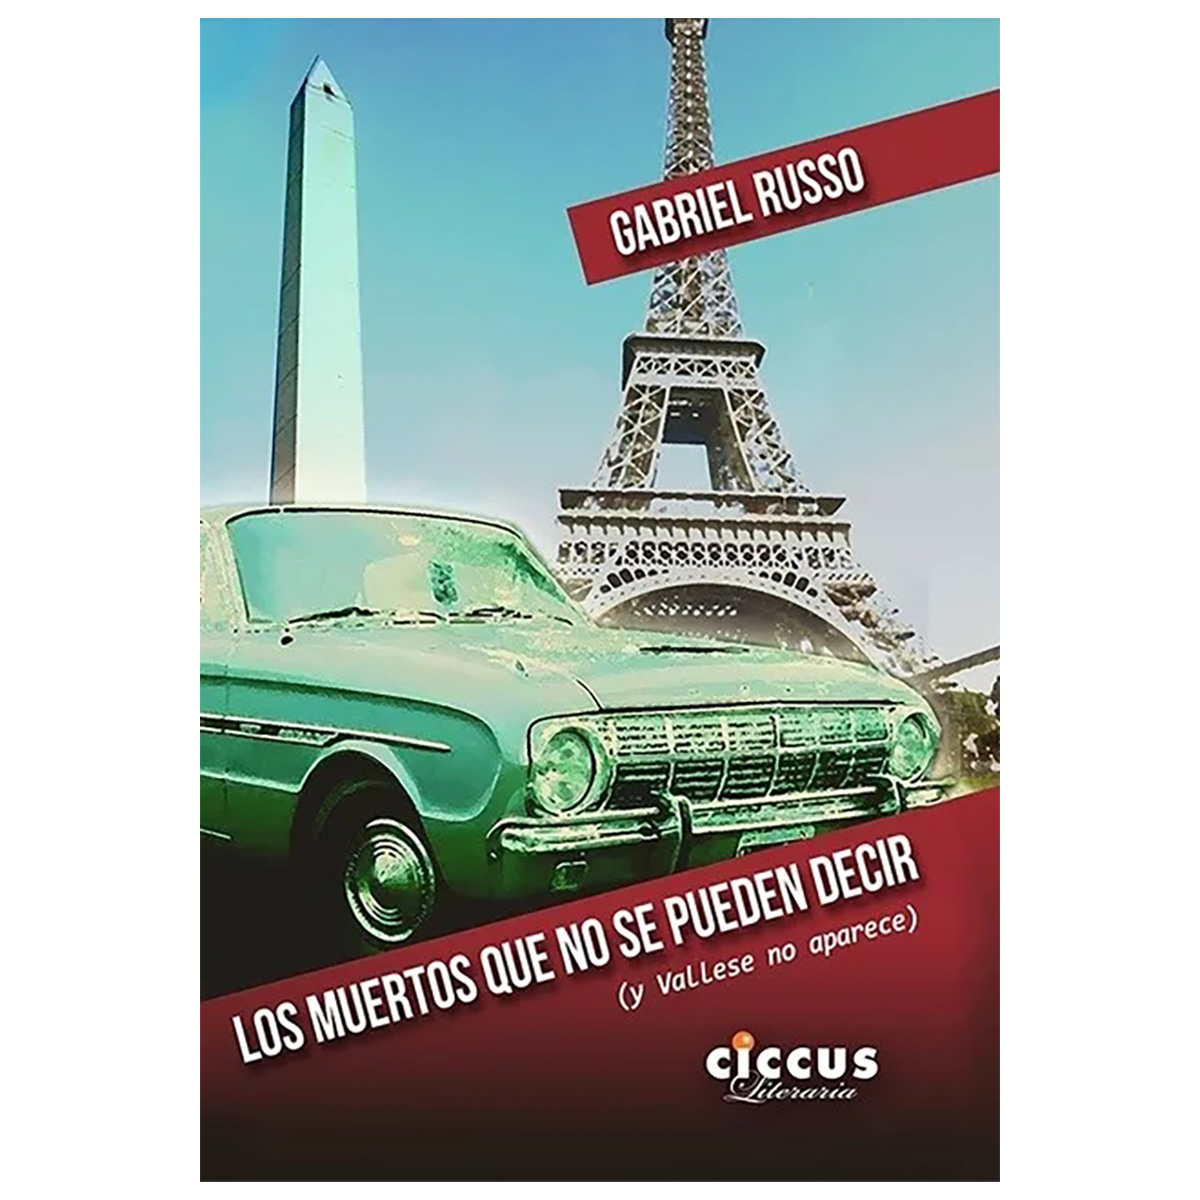 GABRIEL RUSSO
LOS MUERTOS QUE NO SE PUEDEN DECIR
(y Vallese no aparece)
ciccus
Literaria